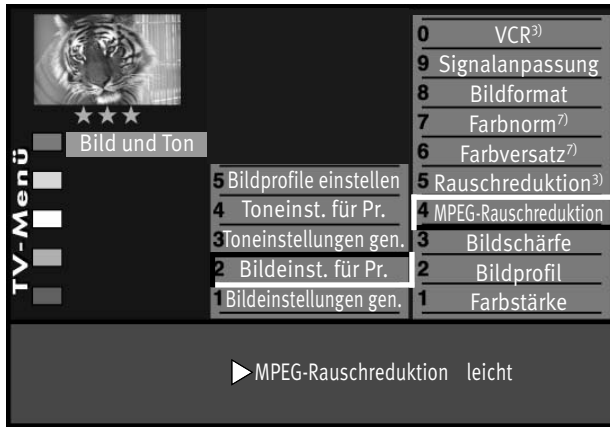 TV-Menü
Bild und Ton
5 Bildprofile einstellen
4 Toneinst. für Pr.
3 Toneinstellungen gen.
2 Bildeinst. für Pr.
1 Bildeinstellungen gen.
0 VCR3)
9 Signalanpassung
8 Bildformat
7 Farbnorm7)
6 Farbversatz7)
5 Rauschreduktion3)
4 MPEG-Rauschreduktion
3 Bildschärfe
2 Bildprofil
1 Farbstärke
MPEG-Rauschreduktion leicht